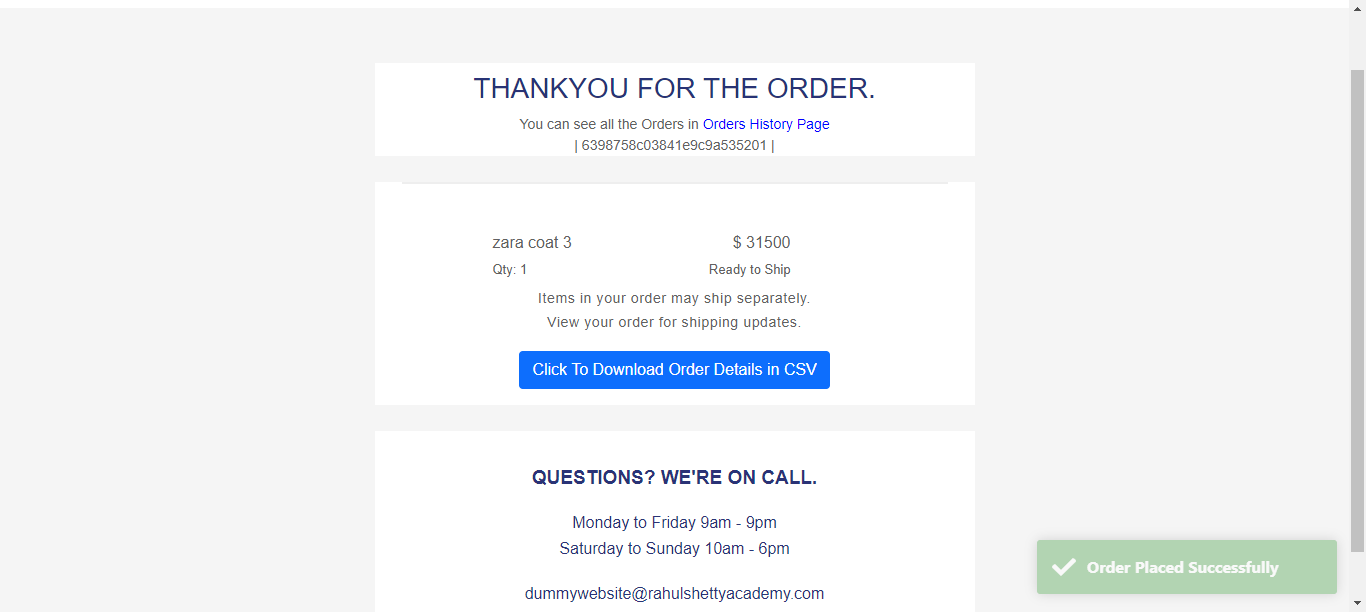 THANKYOU FOR THE ORDER.
You can see all the Orders in Orders History Page
| 6398758c03841e9c9a535201 |
zara coat 3 $ 31500
Qty: 1 Ready to Ship
Items in your order may ship separately.
View your order for shipping updates.
Click To Download Order Details in CSV
QUESTIONS? WE'RE ON CALL.
Monday to Friday 9am - 9pm
Saturday to Sunday 10am - 6pm
Order Placed Successfully
dummywebsite@rahulshettyacademy.com